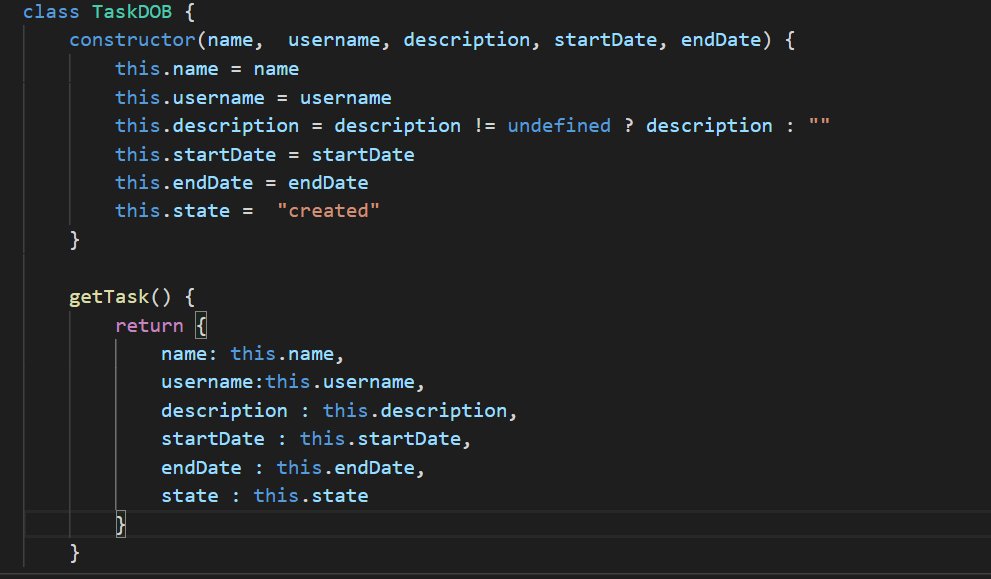 class TaskDOB {
    constructor(name,  username, description, startDate, endDate) {
        this.name = name
        this.username = username
        this.description = description != undefined ? description : ""
        this.startDate = startDate
        this.endDate = endDate
        this.state =  "created"
    }

    getTask() {
        return {
            name: this.name,
            username:this.username,
            description : this.description,
            startDate : this.startDate,
            endDate : this.endDate,
            state : this.state
        }
    }